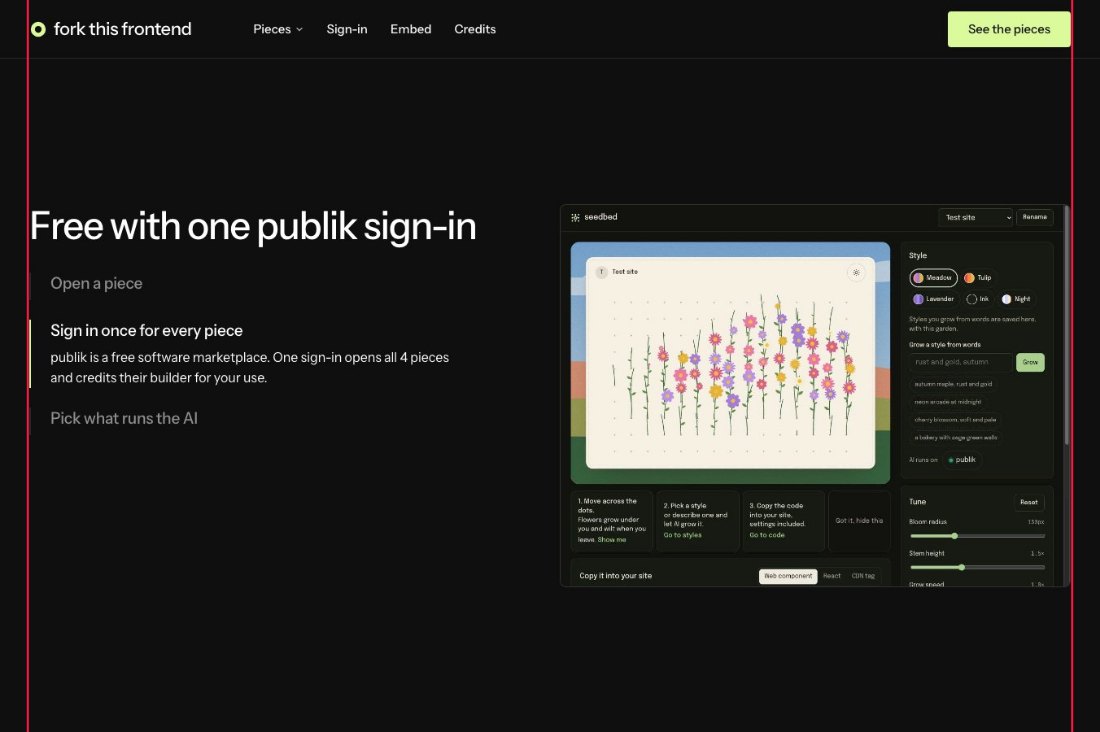 fork this frontend
Pieces
Sign-in
Embed
Credits
See the pieces
Free with one publik sign-in
Open a piece
Sign in once for every piece
publik is a free software marketplace. One sign-in opens all 4 pieces
and credits their builder for your use.
Pick what runs the AI
seedbed
Test site
Rename
T
Test site
Style
Meadow
Tulip
Lavender
Ink
Night
Styles you grow from words are saved here,
with this garden.
Grow a style from words
rust and gold, autumn
Grow
autumn maple, rust and gold
neon arcade at midnight
cherry blossom, soft and pale
a bakery with sage green walls
AI runs on
publik
1. Move across the
dots.
Flowers grow under
you and wilt when you
leave. Show me
2. Pick a style
or describe one and
let AI grow it.
Go to styles
3. Copy the code
into your site,
settings included.
Go to code
Got it, hide this
Tune
Reset
Bloom radius
130px
Stem height
1.5×
Grow speed
Copy it into your site
Web component
React
CDN tag